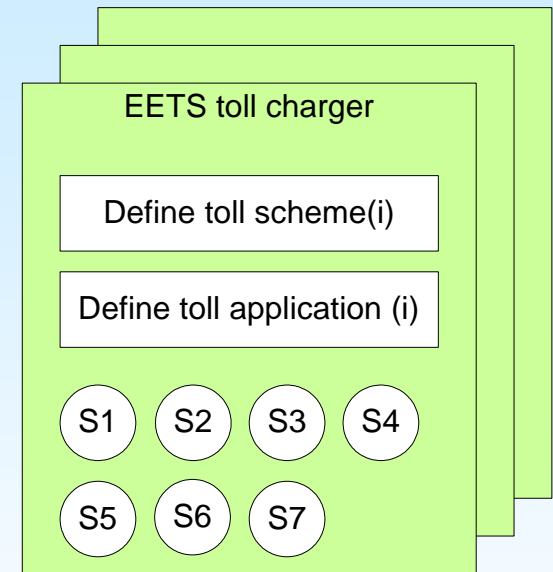 EETS toll charger
Define toll scheme(i)
Define toll application (i)
S1 S2 S3 S4
S5 S6 S7